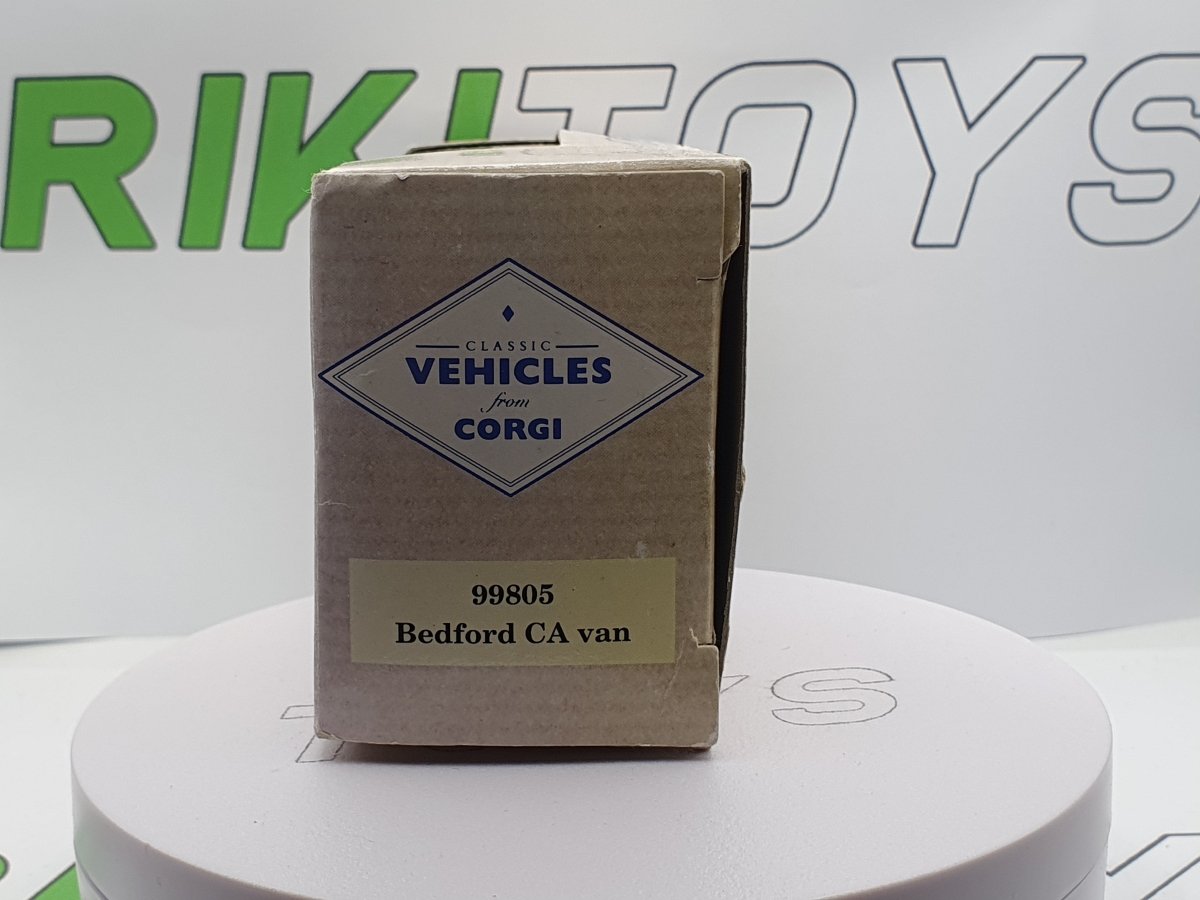 RIKITOYS
CLASSIC
VEHICLES
from
CORGI
99805
Bedford CA van